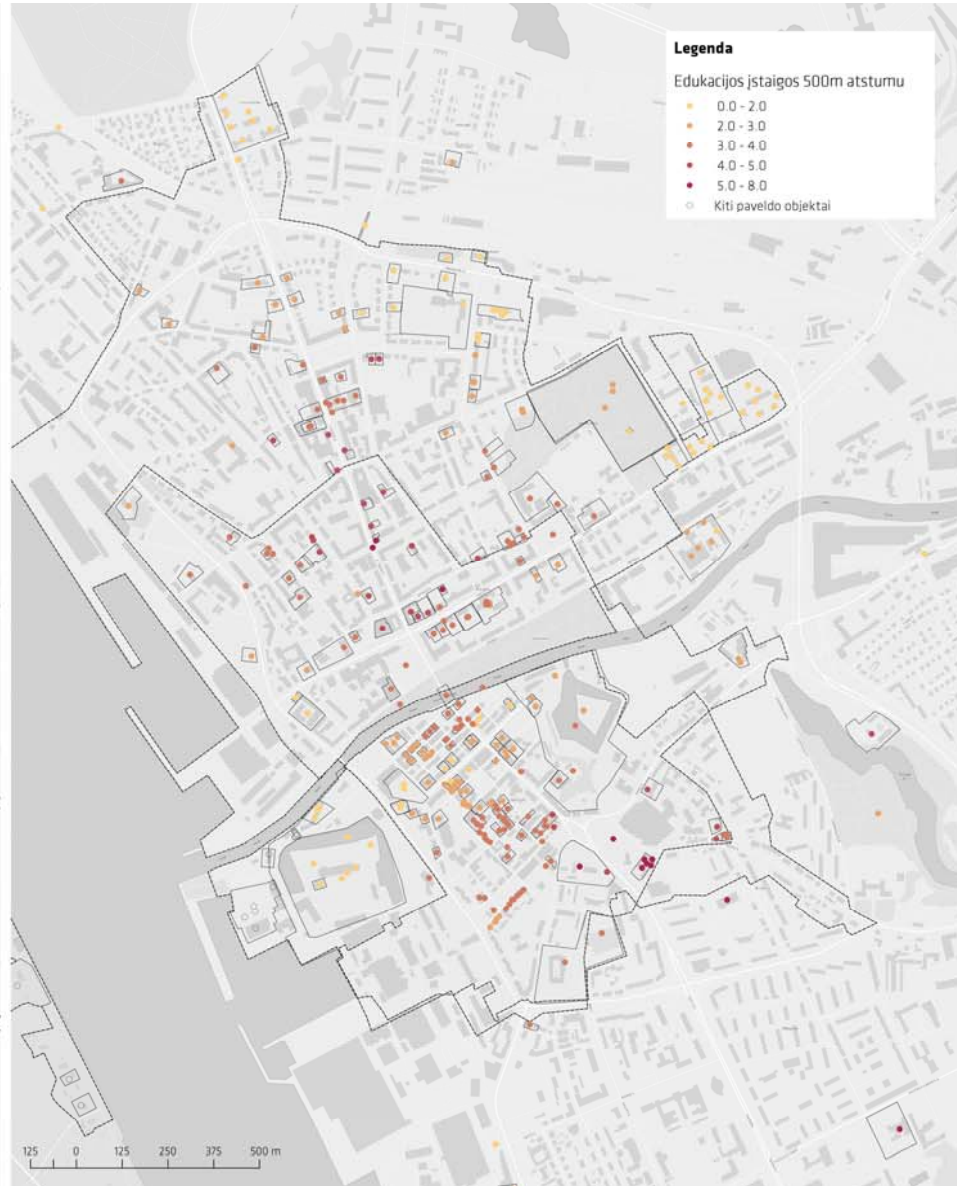 Legenda
Edukacijos įstaigos 500m atstumu
0.0 - 2.0
2.0 - 3.0
3.0 - 4.0
4.0 - 5.0
5.0 - 8.0
Kiti paveldo objektai
125 0 125 250 375 500 m